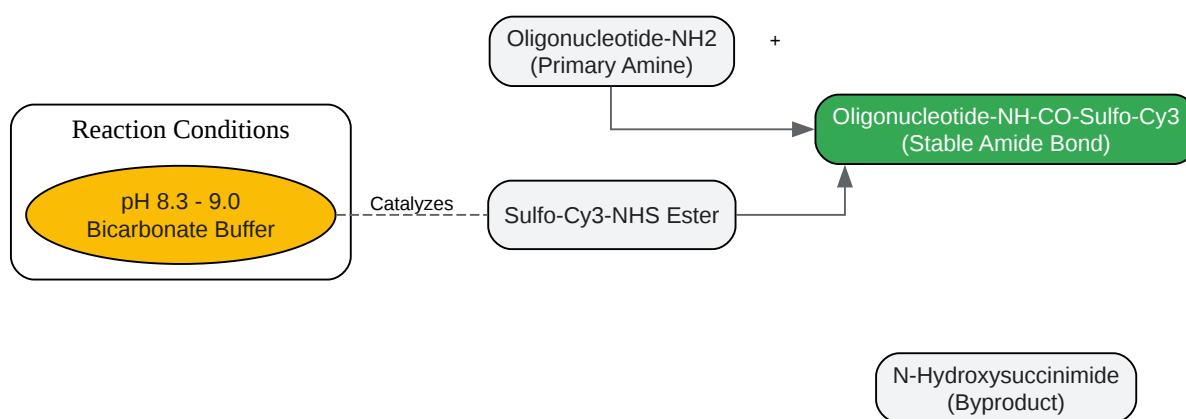 Oligonucleotide-NH2
(Primary Amine)
+
Reaction Conditions
pH 8.3 - 9.0
Bicarbonate Buffer
Catalyzes
Sulfo-Cy3-NHS Ester
Oligonucleotide-NH-CO-Sulfo-Cy3
(Stable Amide Bond)
N-Hydroxysuccinimide
(Byproduct)